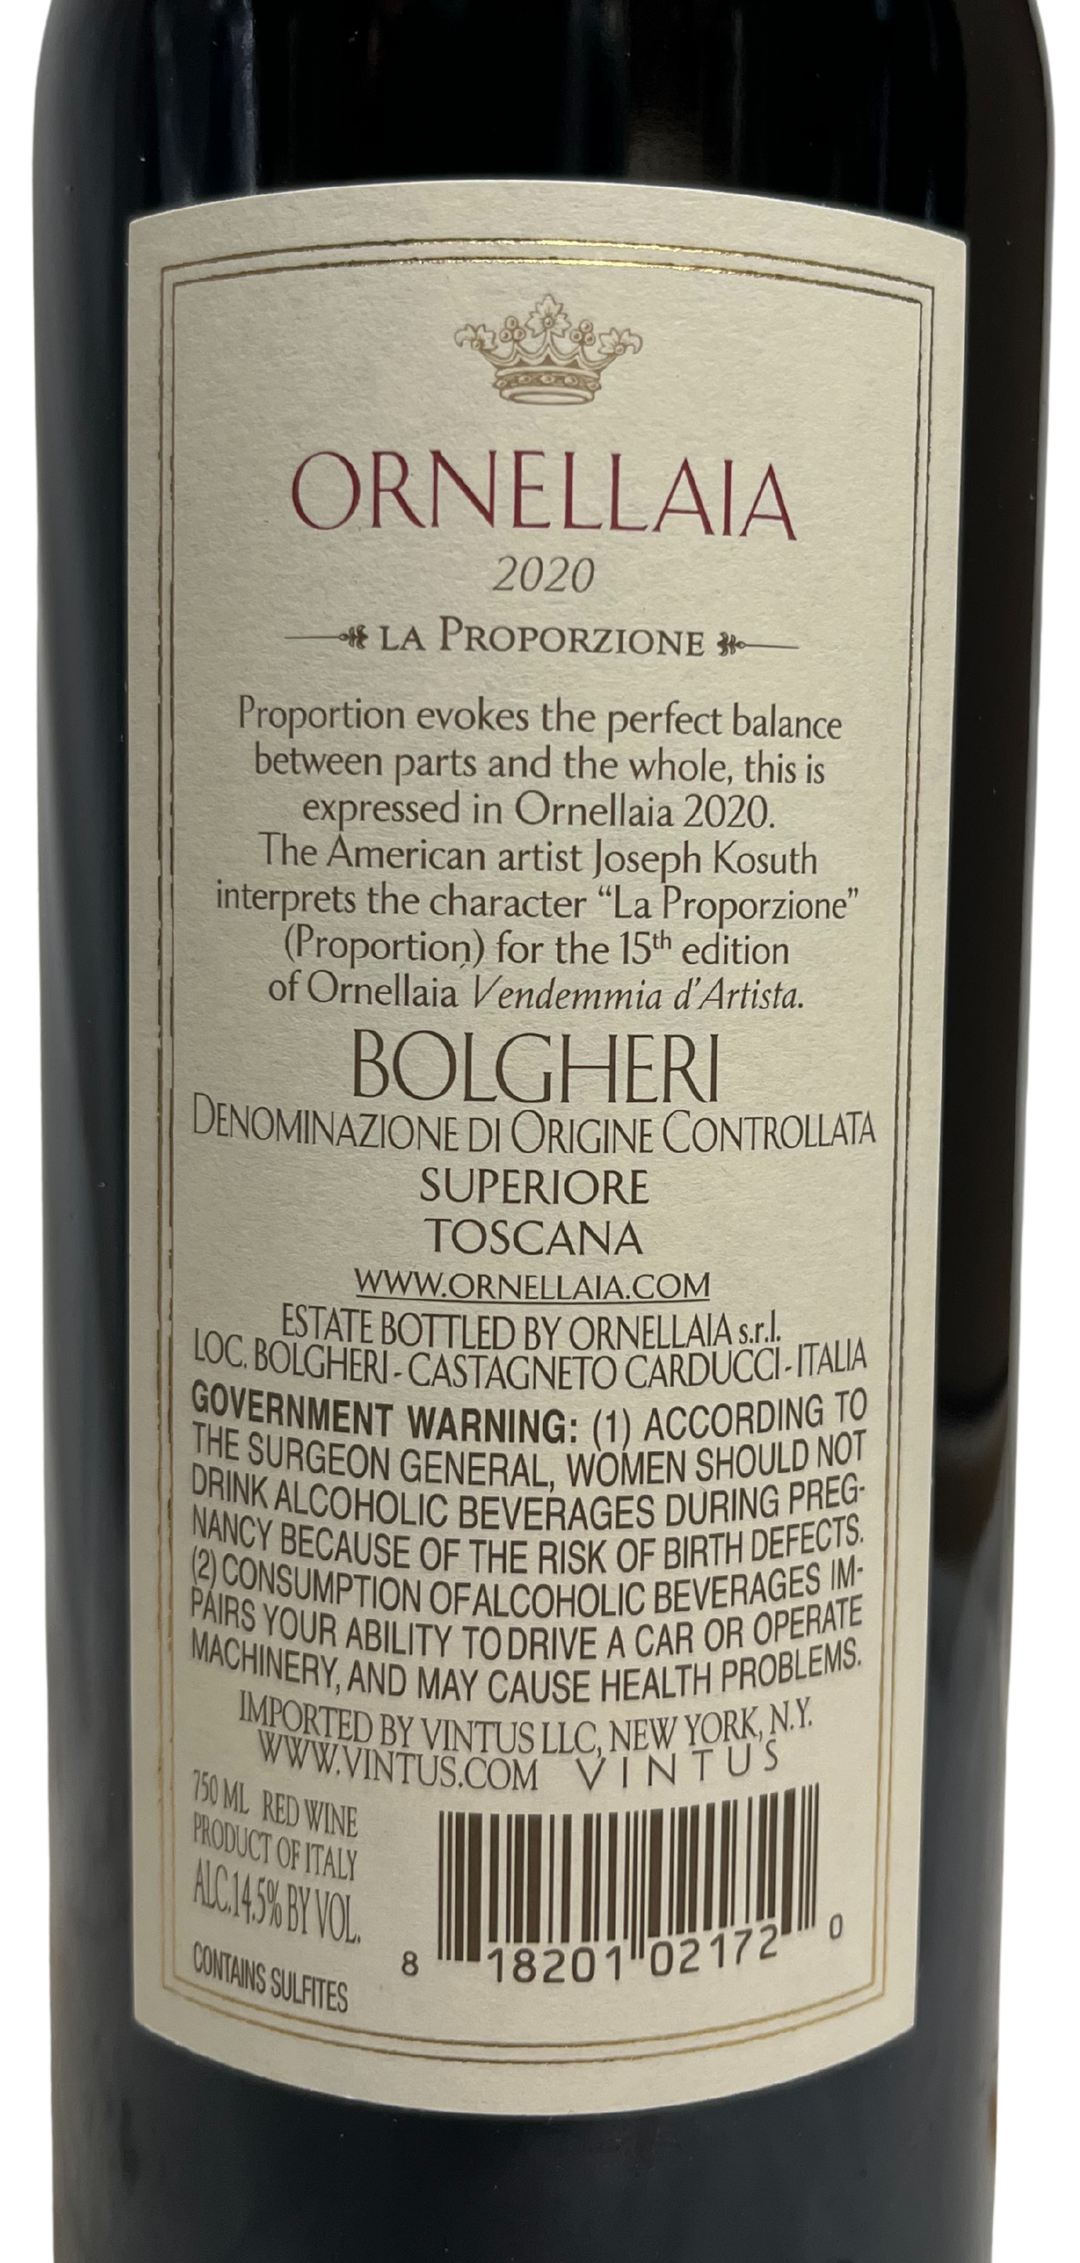 ORNELLAIA
2020
LA PROPORZIONE
Proportion evokes the perfect balance
between parts and the whole, this is
expressed in Ornellaia 2020.
The American artist Joseph Kosuth
interprets the character “La Proporzione”
(Proportion) for the 15th edition
of Ornellaia Vendemmia d’Artista.
BOLGHERI
DENOMINAZIONE DI ORIGINE CONTROLLATA
SUPERIORE
TOSCANA
WWW.ORNELLAIA.COM
ESTATE BOTTLED BY ORNELLAIA s.r.l.
LOC. BOLGHERI - CASTAGNETO CARDUCCI - ITALIA
GOVERNMENT WARNING: (1) ACCORDING TO
THE SURGEON GENERAL, WOMEN SHOULD NOT
DRINK ALCOHOLIC BEVERAGES DURING PREG-
NANCY BECAUSE OF THE RISK OF BIRTH DEFECTS.
(2) CONSUMPTION OF ALCOHOLIC BEVERAGES IM-
PAIRS YOUR ABILITY TO DRIVE A CAR OR OPERATE
MACHINERY, AND MAY CAUSE HEALTH PROBLEMS.
IMPORTED BY VINTUS LLC, NEW YORK, N.Y.
WWW.VINTUS.COM VINTUS
750 ML RED WINE
PRODUCT OF ITALY
ALC.14.5% BY VOL.
CONTAINS SULFITES
8 18201 02172 0